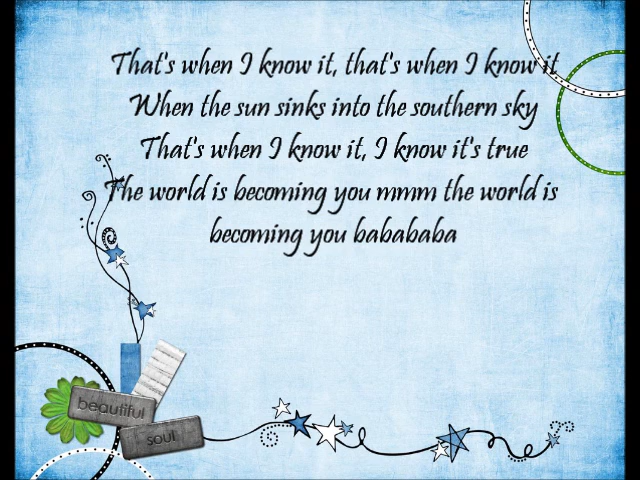 That's when I know it, that's when I know it
When the sun sinks into the southern sky
That's when I know it, I know it's true
The world is becoming you mmm the world is
becoming you babababa
beautiful
soul